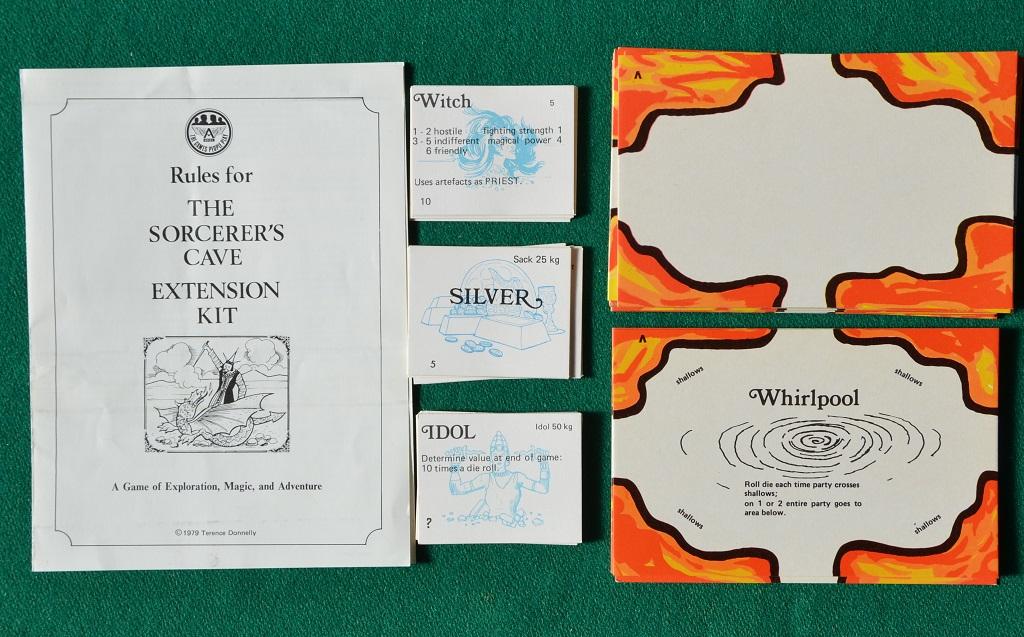 THE GAMES PEOPLE PLAY
Rules for
THE
SORCERER'S
CAVE
EXTENSION
KIT
A Game of Exploration, Magic, and Adventure
©1979 Terence Donnelly
Witch 5
1 - 2 hostile fighting strength 1
3 - 5 indifferent magical power 4
6 friendly
Uses artefacts as PRIEST.
10
Sack 25 kg
SILVER
5
IDOL Idol 50 kg
Determine value at end of game:
10 times a die roll.
?
A
A
shallows shallows
Whirlpool
Roll die each time party crosses
shallows;
on 1 or 2 entire party goes to
area below.
shallows shallows